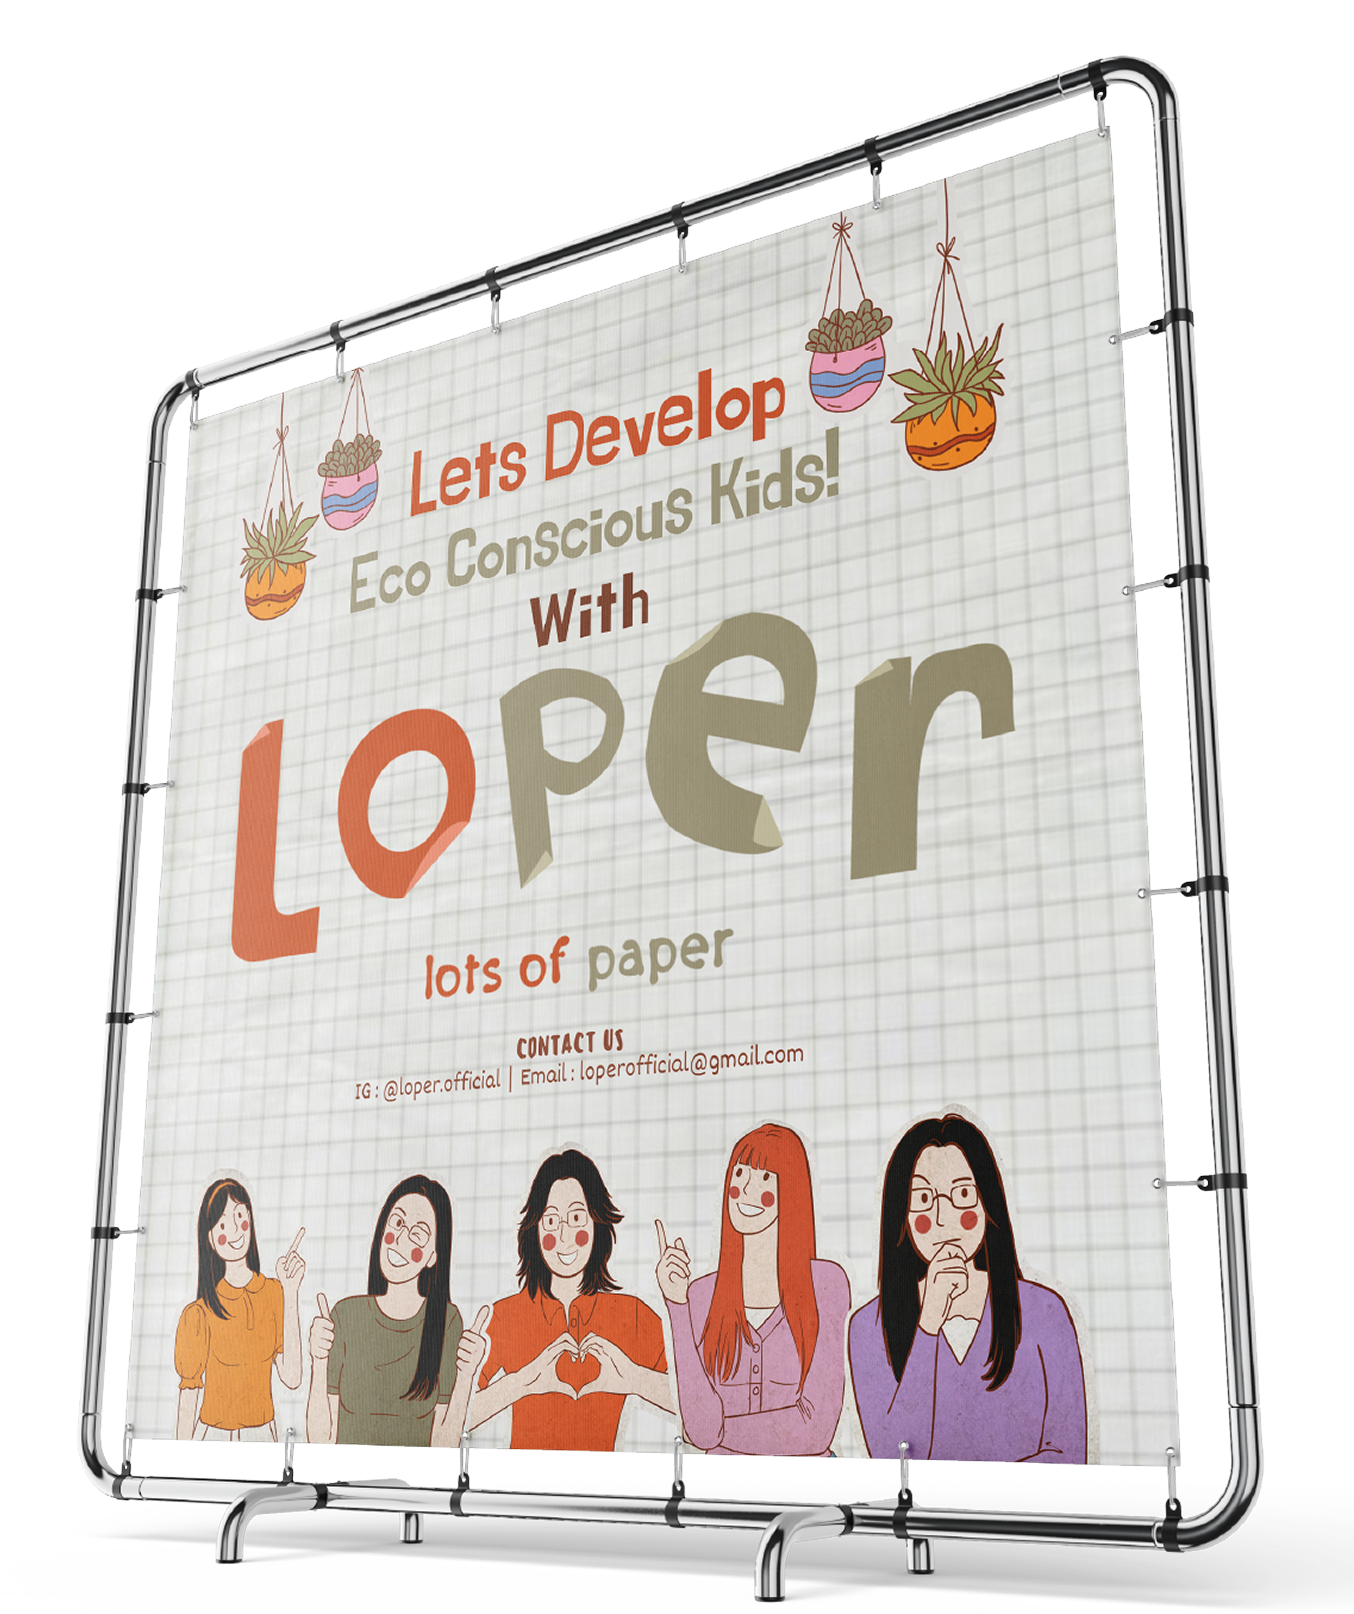 Lets Develop
Eco Conscious Kids!
With
Loper
lots of paper
CONTACT US
IG : @loper.official | Email : loperofficial@gmail.com